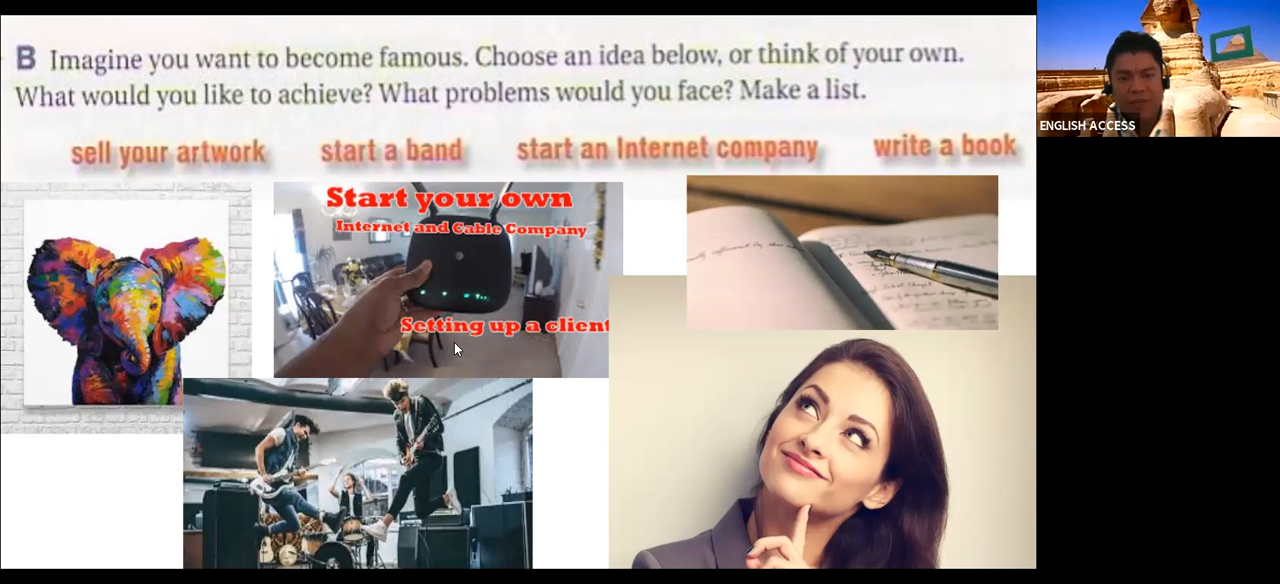 B Imagine you want to become famous. Choose an idea below, or think of your own.
What would you like to achieve? What problems would you face? Make a list.
sell your artwork start a band start an Internet company write a book
Start your own
Internet and Cable Company
Setting up a client
ENGLISH ACCESS